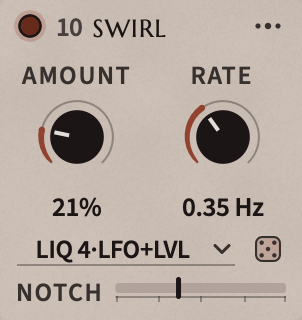 10 SWIRL
AMOUNT RATE
21% 0.35 Hz
LIQ 4·LFO+LVL
NOTCH